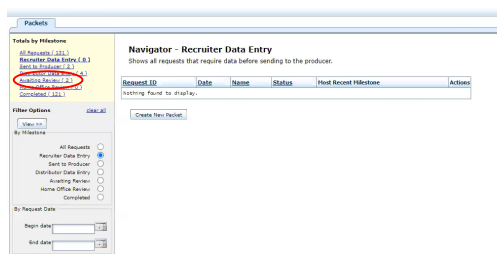 Packets
Totals by Milestone
All Requests ( 131 )
Recruiter Data Entry ( 0 )
Sent to Producer ( 2 )
Distributor Data Entry ( 4 )
Awaiting Review ( 2 )
Home Office Review ( 0 )
Completed ( 121 )
Filter Options clear all
View >>
By Milestone
All Requests
Recruiter Data Entry
Sent to Producer
Distributor Data Entry
Awaiting Review
Home Office Review
Completed
By Request Date
Begin date
End date
Navigator - Recruiter Data Entry
Shows all requests that require data before sending to the producer.
Request ID Date Name Status Most Recent Milestone Actions
Nothing found to display.
Create New Packet